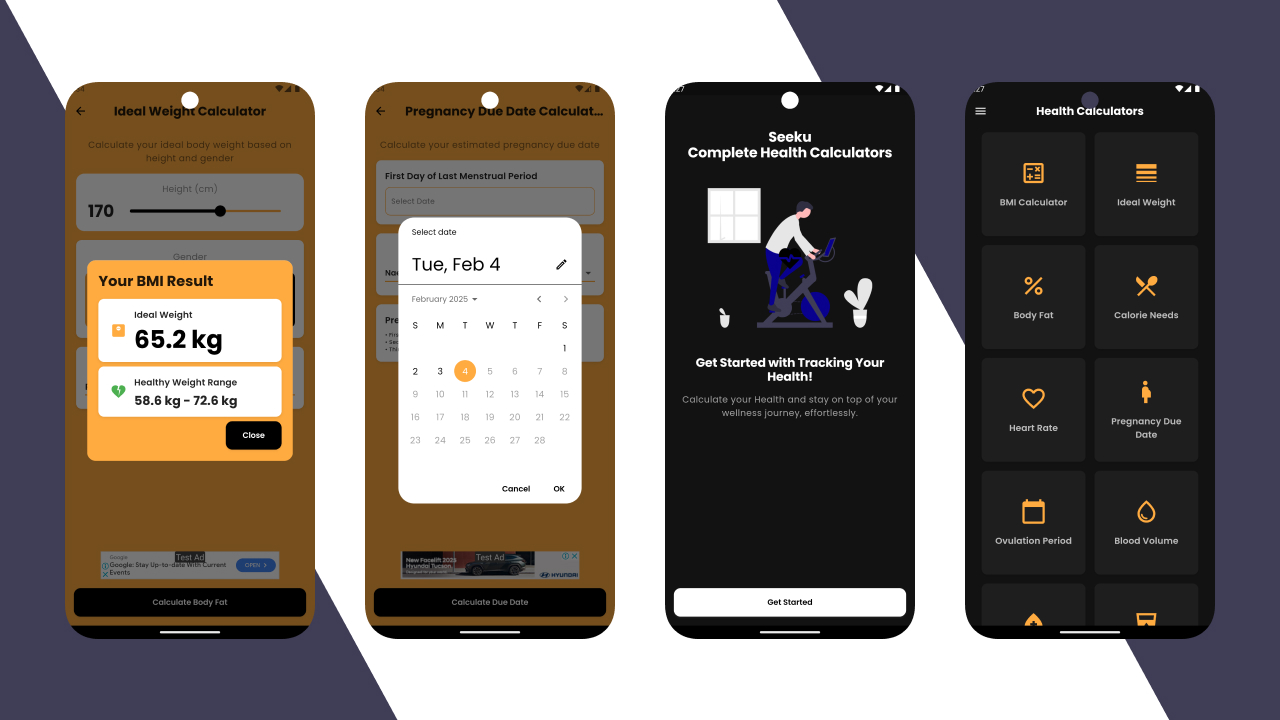 Ideal Weight Calculator
Calculate your ideal body weight based on
height and gender
Height (cm)
170
Gender
Your BMI Result
Ideal Weight
65.2 kg
Healthy Weight Range
58.6 kg - 72.6 kg
Close
Test Ad
Google
Google: Stay Up-to-date With Current
Events
OPEN
Calculate Body Fat
Pregnancy Due Date Calculat...
Calculate your estimated pregnancy due date
First Day of Last Menstrual Period
Select Date
Select date
Tue, Feb 4
February 2025
S M T W T F S
1
2 3 4 5 6 7 8
9 10 11 12 13 14 15
16 17 18 19 20 21 22
23 24 25 26 27 28
Cancel OK
Test Ad
New Facelift 2025
Hyundai Tucson.
HYUNDAI
Calculate Due Date
Seeku
Complete Health Calculators
Get Started with Tracking Your
Health!
Calculate your Health and stay on top of your
wellness journey, effortlessly.
Get Started
Health Calculators
BMI Calculator
Ideal Weight
Body Fat
Calorie Needs
Heart Rate
Pregnancy Due
Date
Ovulation Period
Blood Volume